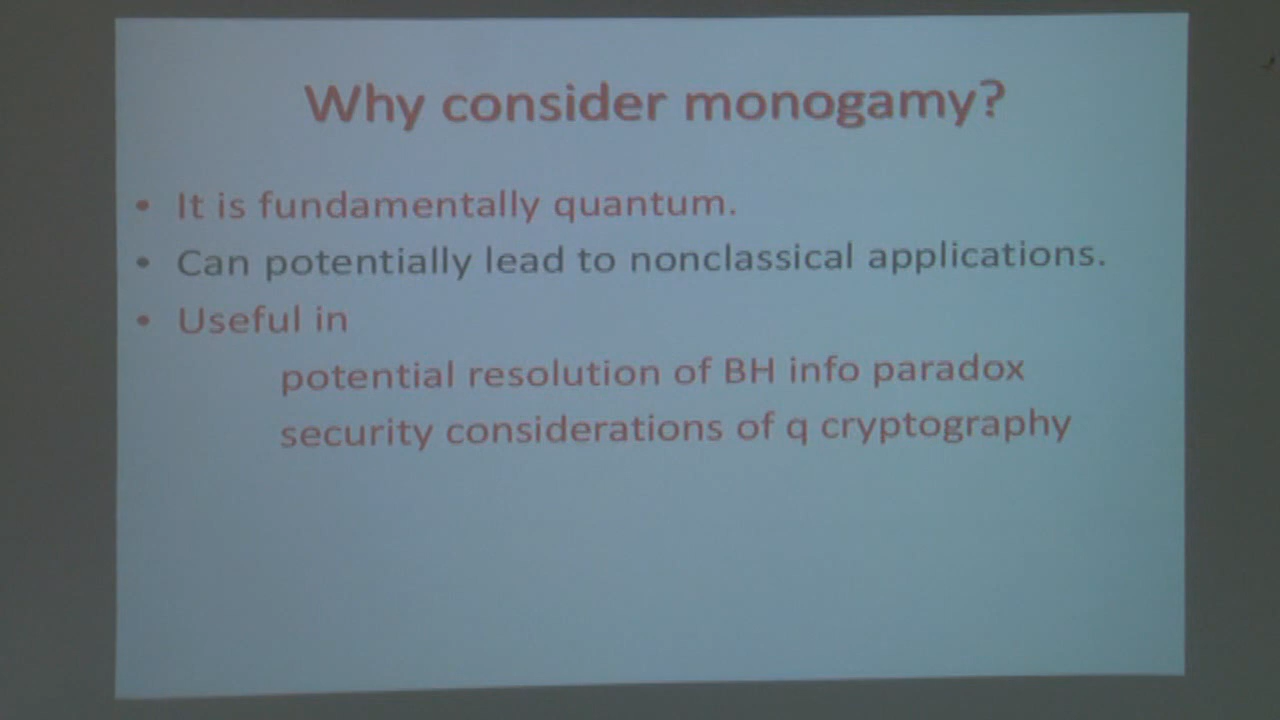 Why consider monogamy?
• It is fundamentally quantum.
• Can potentially lead to nonclassical applications.
• Useful in
potential resolution of BH info paradox
security considerations of q cryptography